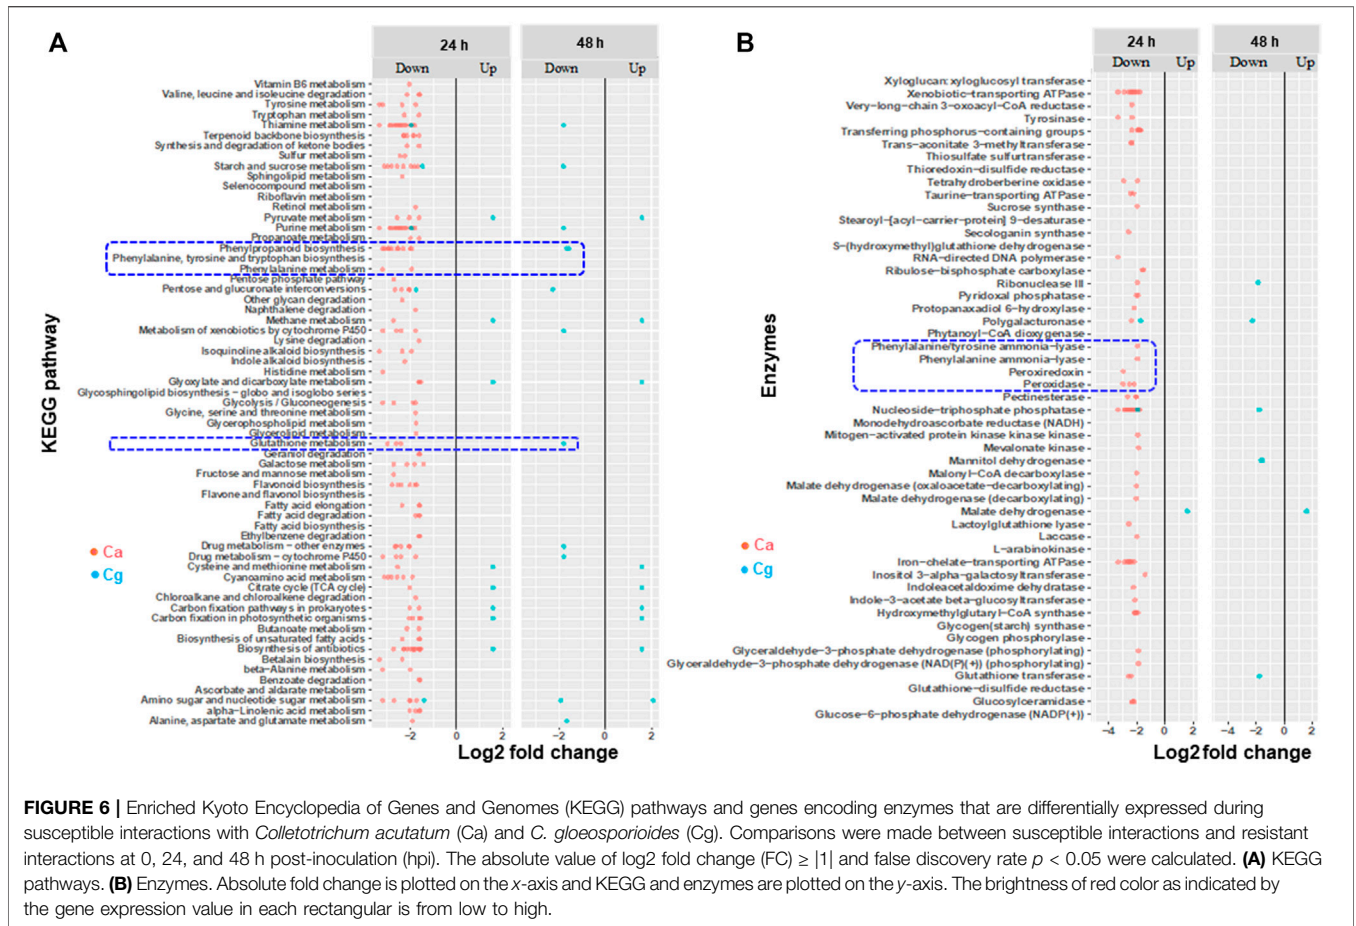 A
24 h
48 h
Down
Up
Down
Up
KEGG pathway
Vitamin B6 metabolism
Valine, leucine and isoleucine degradation
Tyrosine metabolism
Tryptophan metabolism
Thiamine metabolism
Terpenoid backbone biosynthesis
Synthesis and degradation of ketone bodies
Sulfur metabolism
Starch and sucrose metabolism
Sphingolipid metabolism
Selenocompound metabolism
Riboflavin metabolism
Retinol metabolism
Pyruvate metabolism
Purine metabolism
Propanoate metabolism
Phenylpropanoid biosynthesis
Phenylalanine, tyrosine and tryptophan biosynthesis
Phenylalanine metabolism
Pentose phosphate pathway
Pentose and glucuronate interconversions
Other glycan degradation
Naphthalene degradation
Methane metabolism
Metabolism of xenobiotics by cytochrome P450
Lysine degradation
Isoquinoline alkaloid biosynthesis
Indole alkaloid biosynthesis
Histidine metabolism
Glyoxylate and dicarboxylate metabolism
Glycosphingolipid biosynthesis − globo and isoglobo series
Glycolysis / Gluconeogenesis
Glycine, serine and threonine metabolism
Glycerophospholipid metabolism
Glycerolipid metabolism
Glutathione metabolism
Geraniol degradation
Galactose metabolism
Fructose and mannose metabolism
Flavonoid biosynthesis
Flavone and flavonol biosynthesis
Fatty acid elongation
Fatty acid degradation
Fatty acid biosynthesis
Ethylbenzene degradation
Drug metabolism − other enzymes
Drug metabolism − cytochrome P450
Cysteine and methionine metabolism
Cyanoamino acid metabolism
Citrate cycle (TCA cycle)
Chloroalkane and chloroalkene degradation
Carbon fixation pathways in prokaryotes
Carbon fixation in photosynthetic organisms
Butanoate metabolism
Biosynthesis of unsaturated fatty acids
Biosynthesis of antibiotics
Betalain biosynthesis
beta−Alanine metabolism
Benzoate degradation
Ascorbate and aldarate metabolism
Amino sugar and nucleotide sugar metabolism
alpha−Linolenic acid metabolism
Alanine, aspartate and glutamate metabolism
Ca
Cg
−2 0 2 −2 0 2
Log2 fold change
B
24 h
48 h
Down
Up
Down
Up
Enzymes
Xyloglucan:xyloglucosyl transferase
Xenobiotic−transporting ATPase
Very−long−chain 3−oxoacyl−CoA reductase
Tyrosinase
Transferring phosphorus−containing groups
Trans−aconitate 3−methyltransferase
Thiosulfate sulfurtransferase
Thioredoxin−disulfide reductase
Tetrahydroberberine oxidase
Taurine−transporting ATPase
Sucrose synthase
Stearoyl−[acyl−carrier−protein] 9−desaturase
Secologanin synthase
S−(hydroxymethyl)glutathione dehydrogenase
RNA−directed DNA polymerase
Ribulose−bisphosphate carboxylase
Ribonuclease III
Pyridoxal phosphatase
Protopanaxadiol 6−hydroxylase
Polygalacturonase
Phytanoyl−CoA dioxygenase
Phenylalanine/tyrosine ammonia−lyase
Phenylalanine ammonia−lyase
Peroxiredoxin
Peroxidase
Pectinesterase
Nucleoside−triphosphate phosphatase
Monodehydroascorbate reductase (NADH)
Mitogen−activated protein kinase kinase kinase
Mevalonate kinase
Mannitol dehydrogenase
Malonyl−CoA decarboxylase
Malate dehydrogenase (oxaloacetate−decarboxylating)
Malate dehydrogenase (decarboxylating)
Malate dehydrogenase
Lactoylglutathione lyase
Laccase
L−arabinokinase
Iron−chelate−transporting ATPase
Inositol 3−alpha−galactosyltransferase
Indoleacetaldoxime dehydratase
Indole−3−acetate beta−glucosyltransferase
Hydroxymethylglutaryl−CoA synthase
Glycogen(starch) synthase
Glycogen phosphorylase
Glyceraldehyde−3−phosphate dehydrogenase (phosphorylating)
Glyceraldehyde−3−phosphate dehydrogenase (NAD(P)(+)) (phosphorylating)
Glutathione transferase
Glutathione−disulfide reductase
Glucosylceramidase
Glucose−6−phosphate dehydrogenase (NADP(+))
Ca
Cg
−4 −2 0 2 −4 −2 0 2
Log2 fold change
FIGURE 6 | Enriched Kyoto Encyclopedia of Genes and Genomes (KEGG) pathways and genes encoding enzymes that are differentially expressed during
susceptible interactions with Colletotrichum acutatum (Ca) and C. gloeosporioides (Cg). Comparisons were made between susceptible interactions and resistant
interactions at 0, 24, and 48 h post-inoculation (hpi). The absolute value of log2 fold change (FC) ≥ |1| and false discovery rate p < 0.05 were calculated. (A) KEGG
pathways. (B) Enzymes. Absolute fold change is plotted on the x-axis and KEGG and enzymes are plotted on the y-axis. The brightness of red color as indicated by
the gene expression value in each rectangular is from low to high.